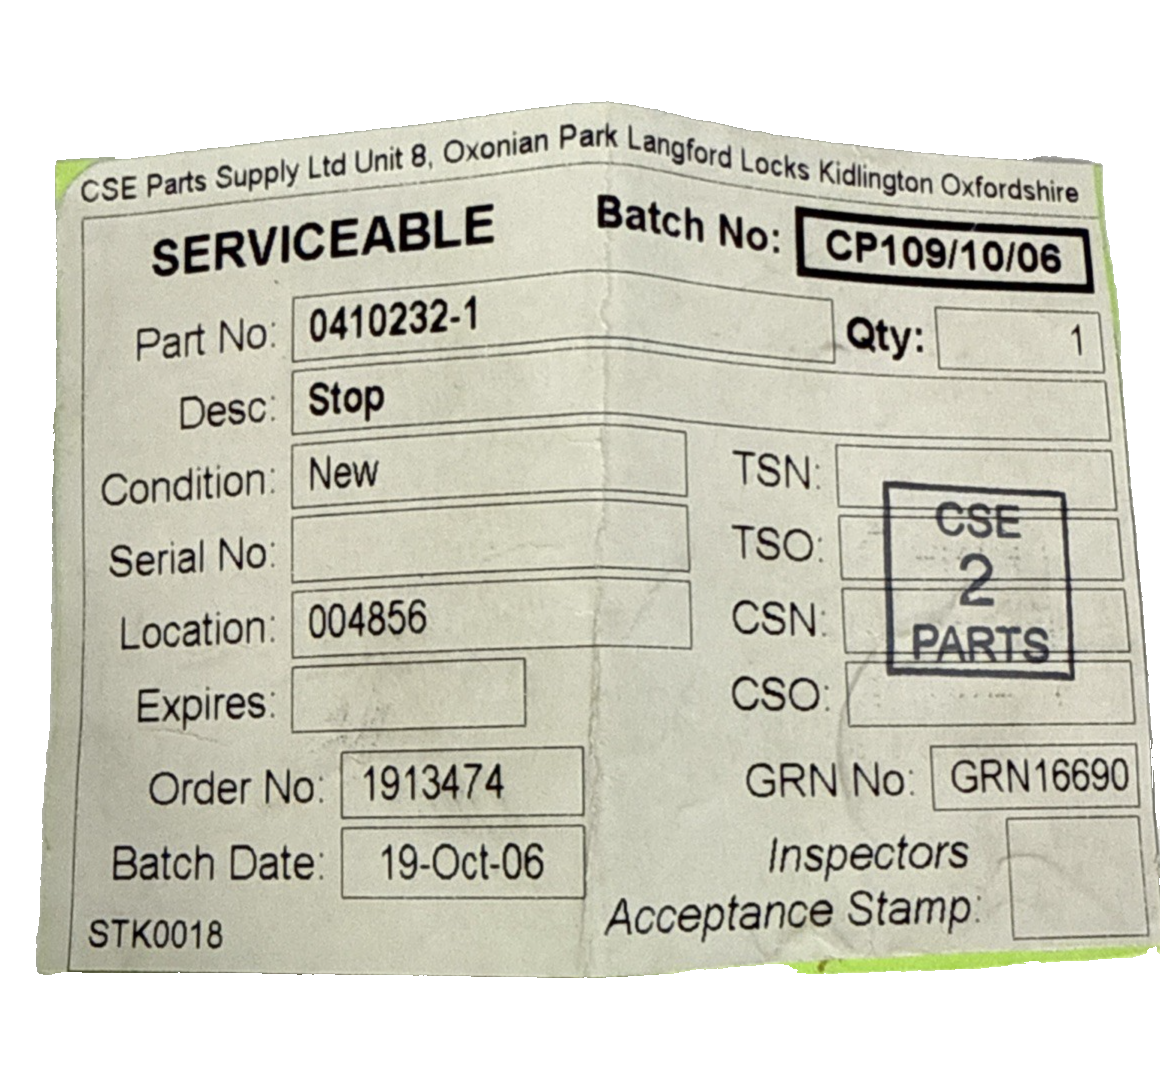 CSE Parts Supply Ltd Unit 8, Oxonian Park Langford Locks Kidlington Oxfordshire
SERVICEABLE Batch No: CP109/10/06
Part No: 0410232-1 Qty: 1
Desc: Stop
Condition: New TSN:
Serial No: TSO:
Location: 004856 CSN:
Expires: CSO:
CSE
2
PARTS
Order No: 1913474 GRN No: GRN16690
Batch Date: 19-Oct-06 Inspectors
Acceptance Stamp:
STK0018